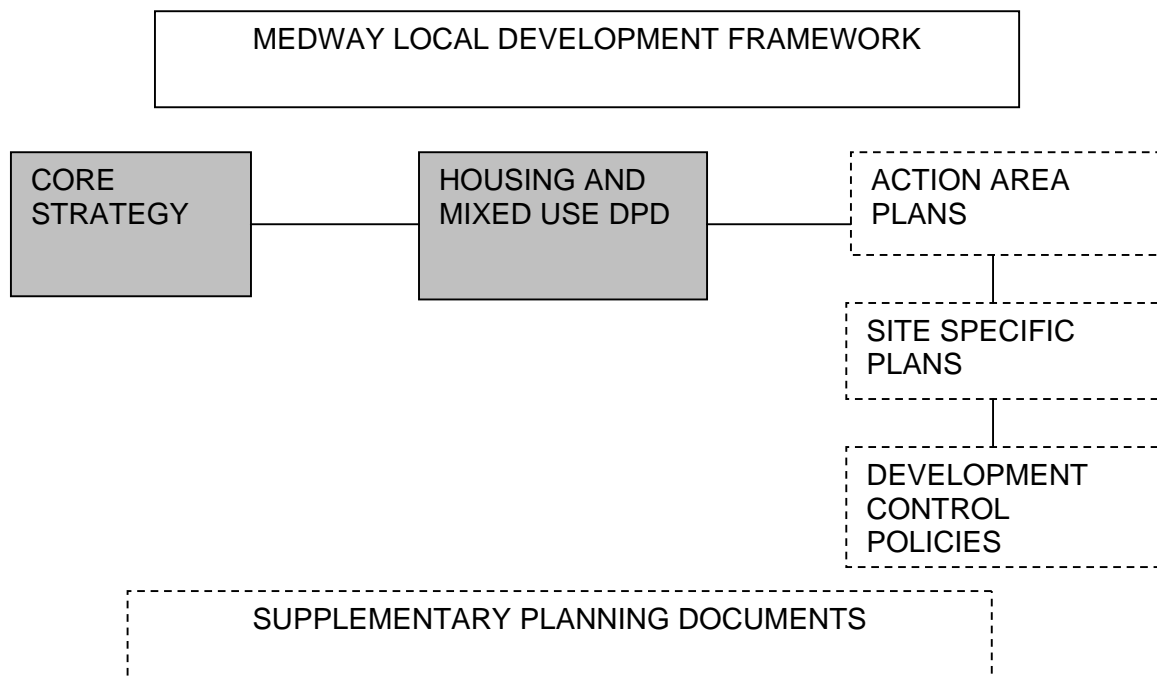 MEDWAY LOCAL DEVELOPMENT FRAMEWORK
CORE
STRATEGY
HOUSING AND
MIXED USE DPD
ACTION AREA
PLANS
SITE SPECIFIC
PLANS
DEVELOPMENT
CONTROL
POLICIES
SUPPLEMENTARY PLANNING DOCUMENTS